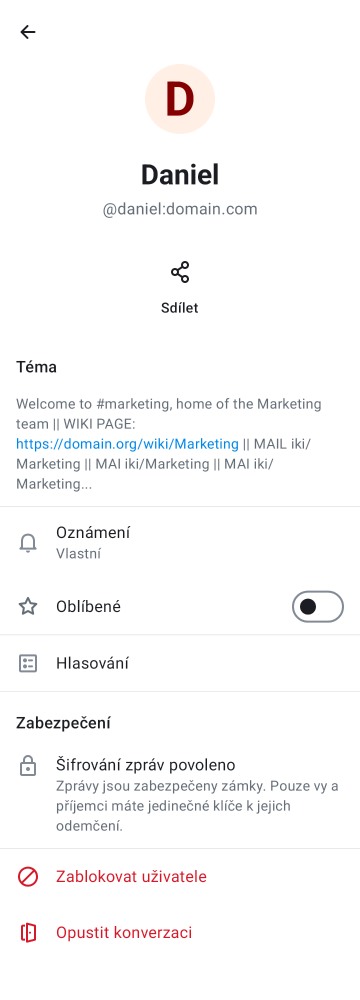 D
Daniel
@daniel:domain.com
Sdílet
Téma
Welcome to #marketing, home of the Marketing
team || WIKI PAGE:
https://domain.org/wiki/Marketing || MAIL iki/
Marketing || MAI iki/Marketing || MAI iki/
Marketing...
Oznámení
Vlastní
Oblíbené
Hlasování
Zabezpečení
Šifrování zpráv povoleno
Zprávy jsou zabezpečeny zámky. Pouze vy a
příjemci máte jedinečné klíče k jejich
odemčení.
Zablokovat uživatele
Opustit konverzaci